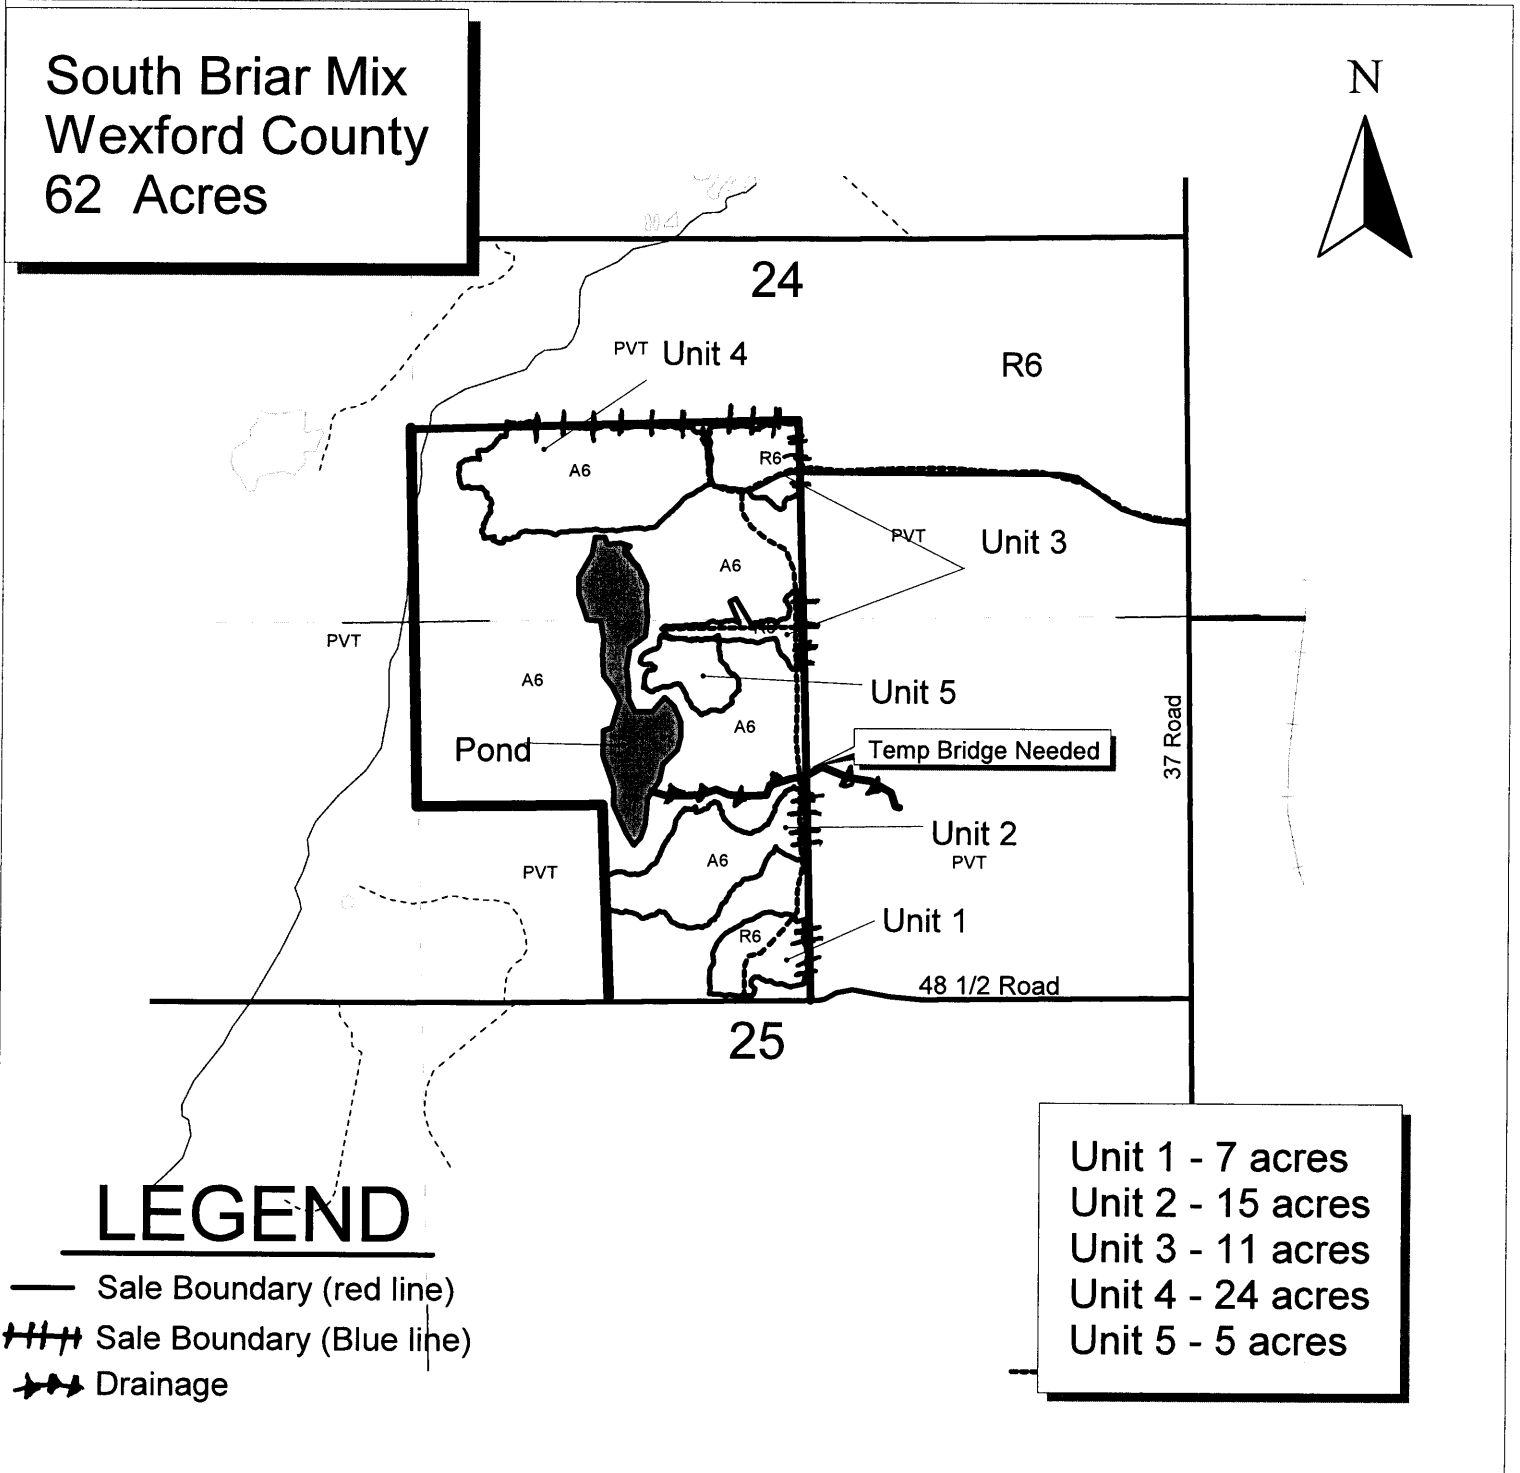 South Briar Mix
Wexford County
62 Acres
N
24
PVT Unit 4
R6
A6
R6
PVT
Unit 3
A6
PVT
A6
Unit 5
A6
37 Road
Pond
Temp Bridge Needed
Unit 2
A6
PVT
PVT
Unit 1
R6
48 1/2 Road
25
LEGEND
Sale Boundary (red line)
Sale Boundary (Blue line)
Drainage
Unit 1 - 7 acres
Unit 2 - 15 acres
Unit 3 - 11 acres
Unit 4 - 24 acres
Unit 5 - 5 acres